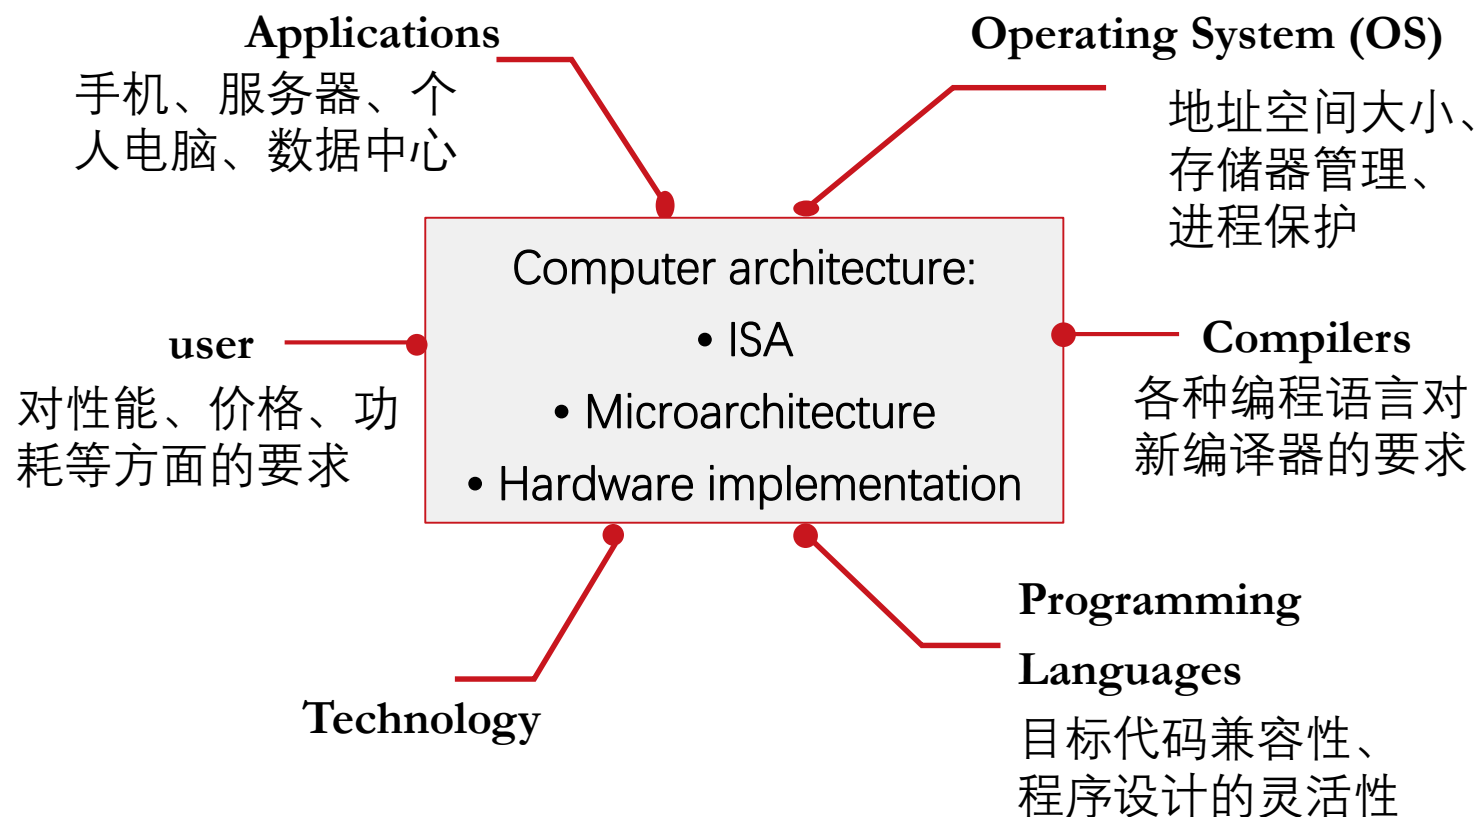 Applications
手机、服务器、个
人电脑、数据中心
Operating System (OS)
地址空间大小、
存储器管理、
进程保护
Computer architecture:
• ISA
• Microarchitecture
• Hardware implementation
user
对性能、价格、功
耗等方面的要求
Compilers
各种编程语言对
新编译器的要求
Technology
Programming
Languages
目标代码兼容性、
程序设计的灵活性